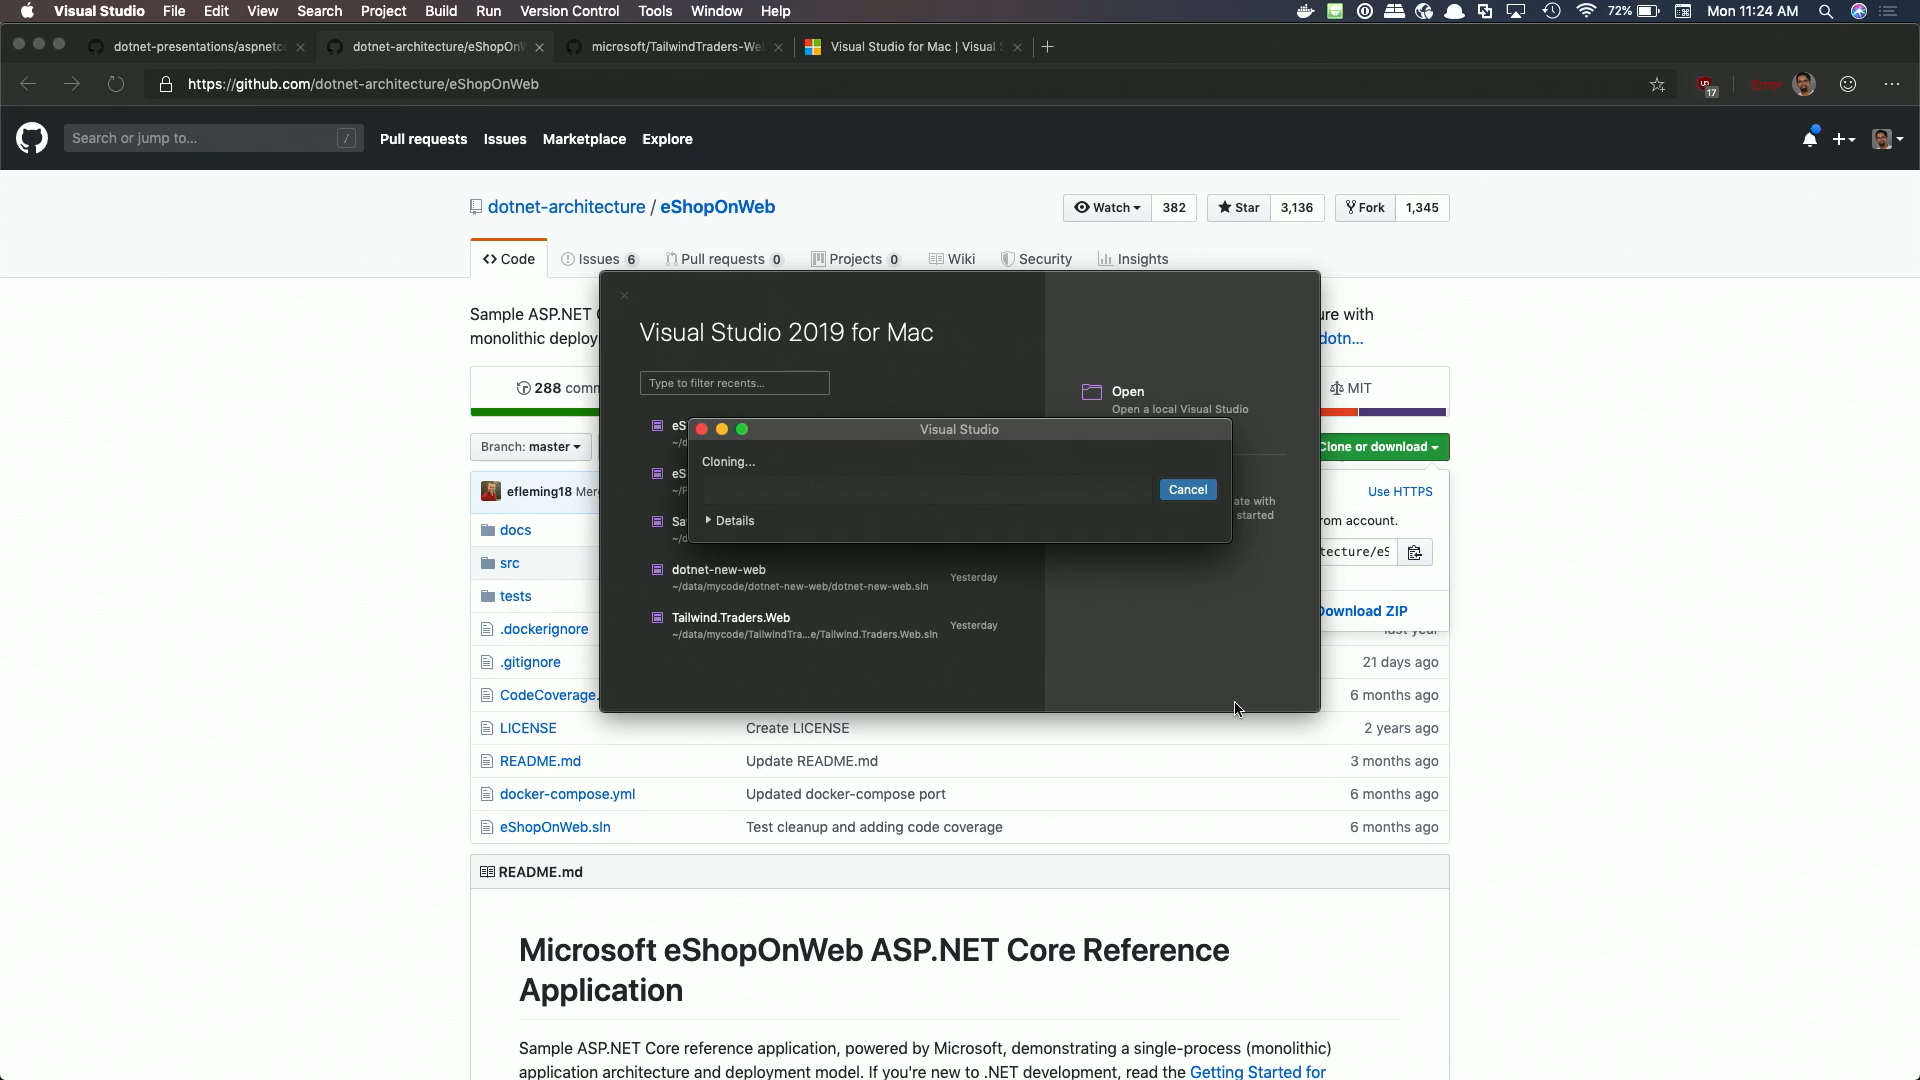 Visual Studio File Edit View Search Project Build Run Version Control Tools Window Help 72% Mon 11:24 AM
dotnet-presentations/aspnetc
dotnet-architecture/eShopOnW
microsoft/TailwindTraders-We
Visual Studio for Mac | Visual S
https://github.com/dotnet-architecture/eShopOnWeb
17
Error
Search or jump to... /
Pull requests Issues Marketplace Explore
dotnet-architecture / eShopOnWeb
Watch 382 Star 3,136 Fork 1,345
Code Issues 6 Pull requests 0 Projects 0 Wiki Security Insights
Sample ASP.NET C
ure with
monolithic deploy
dotn...
288 comm
MIT
Branch: master
Clone or download
efleming18 Mer
Use HTTPS
om account.
tecture/eS
Download ZIP
docs
src
tests
.dockerignore
last year
.gitignore
21 days ago
CodeCoverage.
6 months ago
LICENSE Create LICENSE 2 years ago
README.md Update README.md 3 months ago
docker-compose.yml Updated docker-compose port 6 months ago
eShopOnWeb.sln Test cleanup and adding code coverage 6 months ago
README.md
Microsoft eShopOnWeb ASP.NET Core Reference
Application
Sample ASP.NET Core reference application, powered by Microsoft, demonstrating a single-process (monolithic)
application architecture and deployment model. If you're new to .NET development, read the Getting Started for
Visual Studio 2019 for Mac
Type to filter recents...
eS
~/d
eS
~/P
Sa
~/d
dotnet-new-web
~/data/mycode/dotnet-new-web/dotnet-new-web.sln
Yesterday
Tailwind.Traders.Web
~/data/mycode/TailwindTra...e/Tailwind.Traders.Web.sln
Yesterday
Open
Open a local Visual Studio
ate with
started
Visual Studio
Cloning...
Cancel
Details